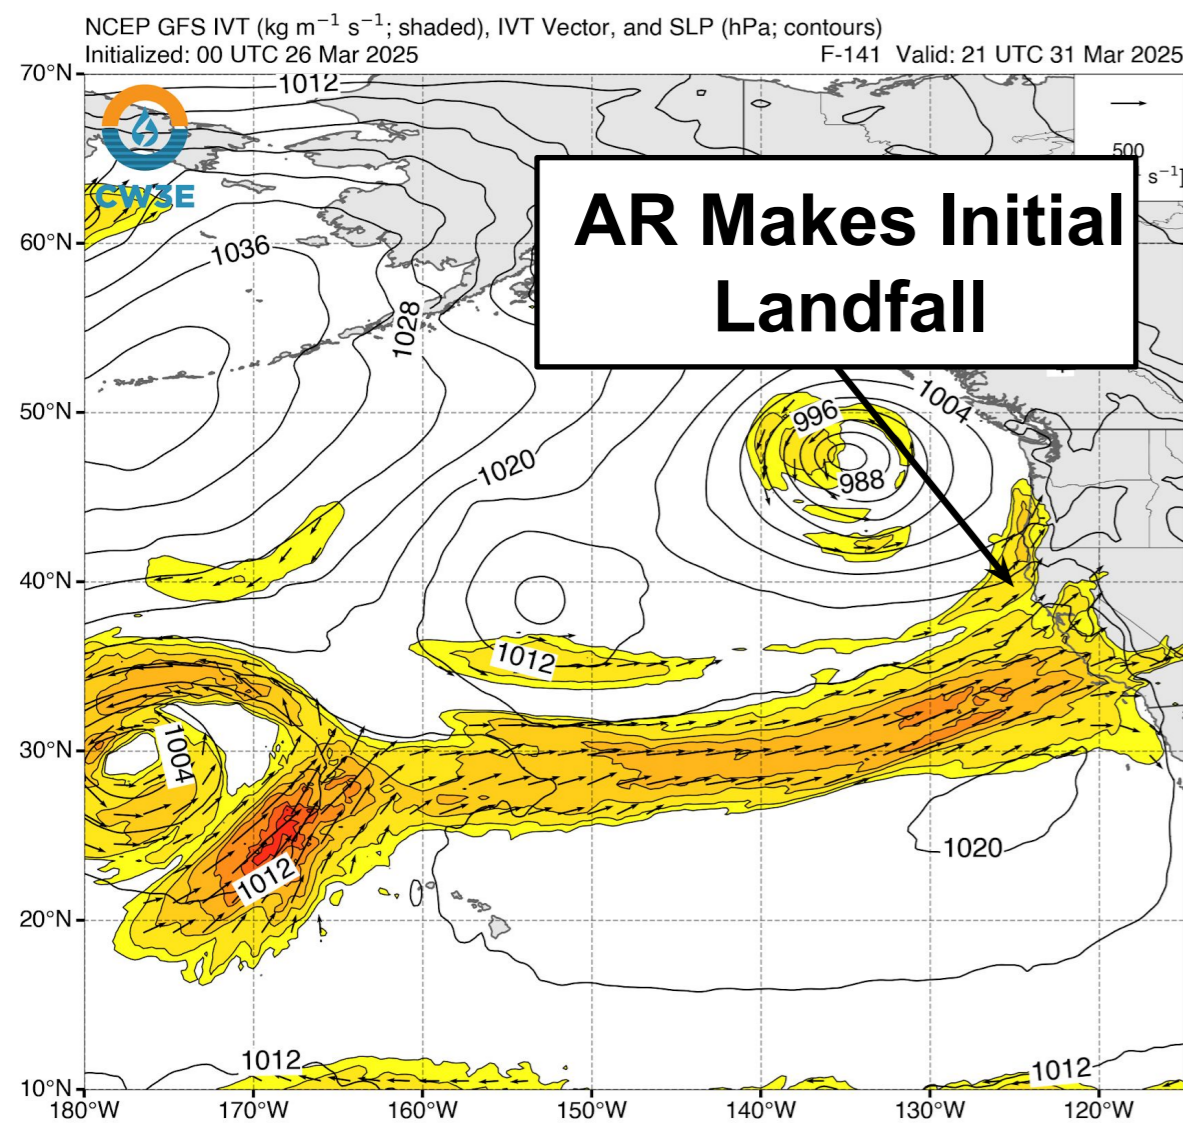 NCEP GFS IVT (kg m⁻¹ s⁻¹; shaded), IVT Vector, and SLP (hPa; contours)
Initialized: 00 UTC 26 Mar 2025
F-141 Valid: 21 UTC 31 Mar 2025
70°N
1012
CW3E
500
s⁻¹]
AR Makes Initial
Landfall
60°N
1036
1028
50°N
996
1004
1020
988
40°N
1012
30°N
1004
1020
1012
20°N
1012
1012
10°N
180°W
170°W
160°W
150°W
140°W
130°W
120°W